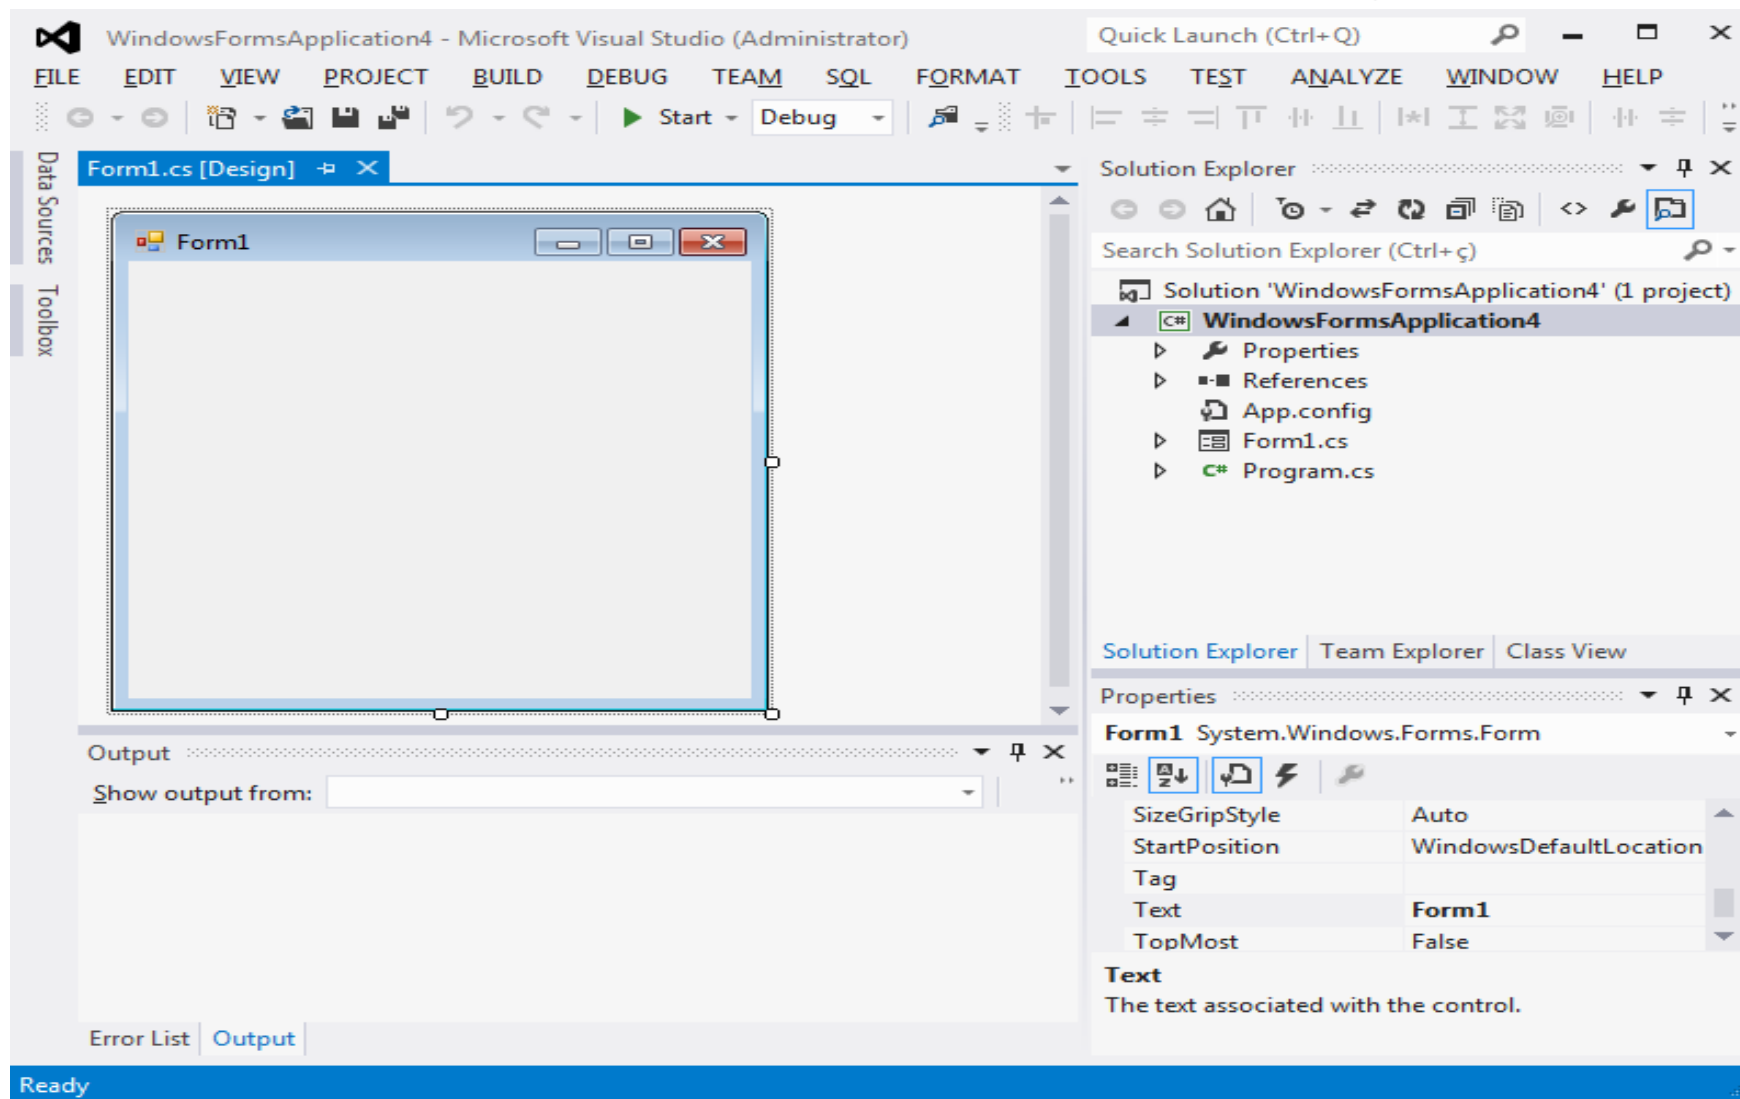 WindowsFormsApplication4 - Microsoft Visual Studio (Administrator)
Quick Launch (Ctrl+Q)
FILE EDIT VIEW PROJECT BUILD DEBUG TEAM SQL FORMAT TOOLS TEST ANALYZE WINDOW HELP
Start Debug
Data Sources
Toolbox
Form1.cs [Design]
Form1
Output
Show output from:
Error List Output
Solution Explorer
Search Solution Explorer (Ctrl+ç)
Solution 'WindowsFormsApplication4' (1 project)
C# WindowsFormsApplication4
Properties
References
App.config
Form1.cs
C# Program.cs
Solution Explorer Team Explorer Class View
Properties
Form1 System.Windows.Forms.Form
SizeGripStyle Auto
StartPosition WindowsDefaultLocation
Tag
Text Form1
TopMost False
Text
The text associated with the control.
Ready